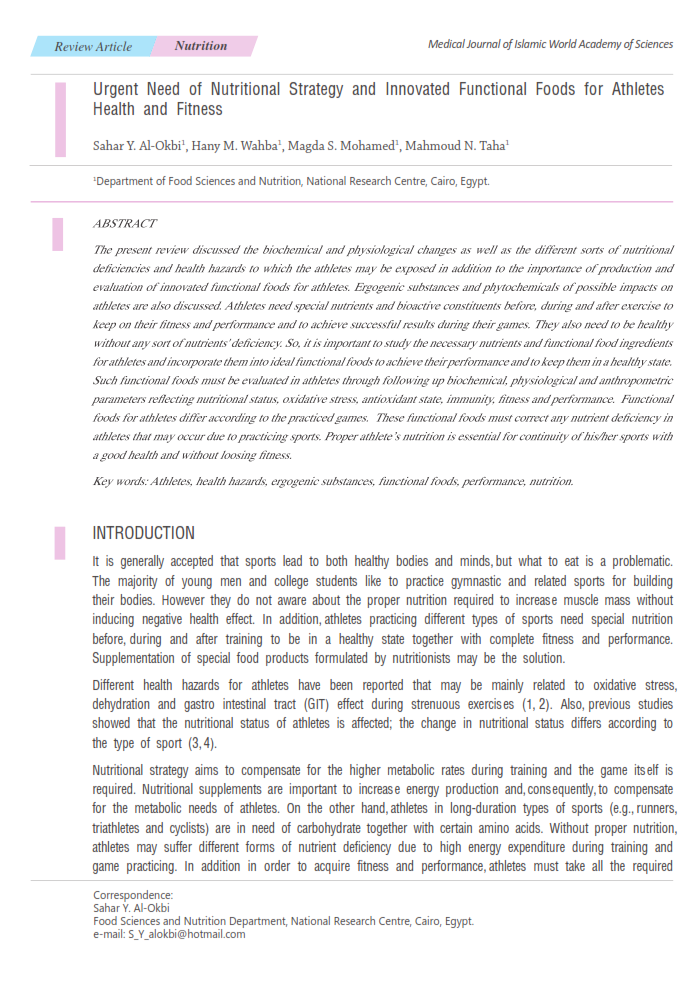 Review Article Nutrition
Medical Journal of Islamic World Academy of Sciences
Urgent Need of Nutritional Strategy and Innovated Functional Foods for Athletes
Health and Fitness
Sahar Y. Al-Okbi¹, Hany M. Wahba¹, Magda S. Mohamed¹, Mahmoud N. Taha¹
¹Department of Food Sciences and Nutrition, National Research Centre, Cairo, Egypt.
ABSTRACT
The present review discussed the biochemical and physiological changes as well as the different sorts of nutritional
deficiencies and health hazards to which the athletes may be exposed in addition to the importance of production and
evaluation of innovated functional foods for athletes. Ergogenic substances and phytochemicals of possible impacts on
athletes are also discussed. Athletes need special nutrients and bioactive constituents before, during and after exercise to
keep on their fitness and performance and to achieve successful results during their games. They also need to be healthy
without any sort of nutrients' deficiency. So, it is important to study the necessary nutrients and functional food ingredients
for athletes and incorporate them into ideal functional foods to achieve their performance and to keep them in a healthy state.
Such functional foods must be evaluated in athletes through following up biochemical, physiological and anthropometric
parameters reflecting nutritional status, oxidative stress, antioxidant state, immunity, fitness and performance. Functional
foods for athletes differ according to the practiced games. These functional foods must correct any nutrient deficiency in
athletes that may occur due to practicing sports. Proper athlete's nutrition is essential for continuity of his/her sports with
a good health and without loosing fitness.
Key words: Athletes, health hazards, ergogenic substances, functional foods, performance, nutrition.
INTRODUCTION
It is generally accepted that sports lead to both healthy bodies and minds, but what to eat is a problematic.
The majority of young men and college students like to practice gymnastic and related sports for building
their bodies. However they do not aware about the proper nutrition required to increase muscle mass without
inducing negative health effect. In addition, athletes practicing different types of sports need special nutrition
before, during and after training to be in a healthy state together with complete fitness and performance.
Supplementation of special food products formulated by nutritionists may be the solution.
Different health hazards for athletes have been reported that may be mainly related to oxidative stress,
dehydration and gastro intestinal tract (GIT) effect during strenuous exercises (1, 2). Also, previous studies
showed that the nutritional status of athletes is affected; the change in nutritional status differs according to
the type of sport (3, 4).
Nutritional strategy aims to compensate for the higher metabolic rates during training and the game itself is
required. Nutritional supplements are important to increase energy production and, consequently, to compensate
for the metabolic needs of athletes. On the other hand, athletes in long-duration types of sports (e.g., runners,
triathletes and cyclists) are in need of carbohydrate together with certain amino acids. Without proper nutrition,
athletes may suffer different forms of nutrient deficiency due to high energy expenditure during training and
game practicing. In addition in order to acquire fitness and performance, athletes must take all the required
Correspondence:
Sahar Y. Al-Okbi
Food Sciences and Nutrition Department, National Research Centre, Cairo, Egypt.
e-mail: S_Y_alokbi@hotmail.com